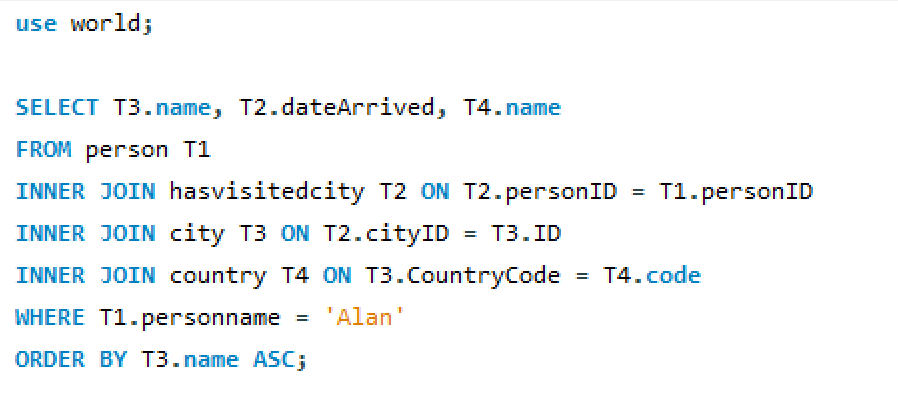 use world;
SELECT T3.name, T2.dateArrived, T4.name
FROM person T1
INNER JOIN hasvisitedcity T2 ON T2.personID = T1.personID
INNER JOIN city T3 ON T2.cityID = T3.ID
INNER JOIN country T4 ON T3.CountryCode = T4.code
WHERE T1.personname = 'Alan'
ORDER BY T3.name ASC;